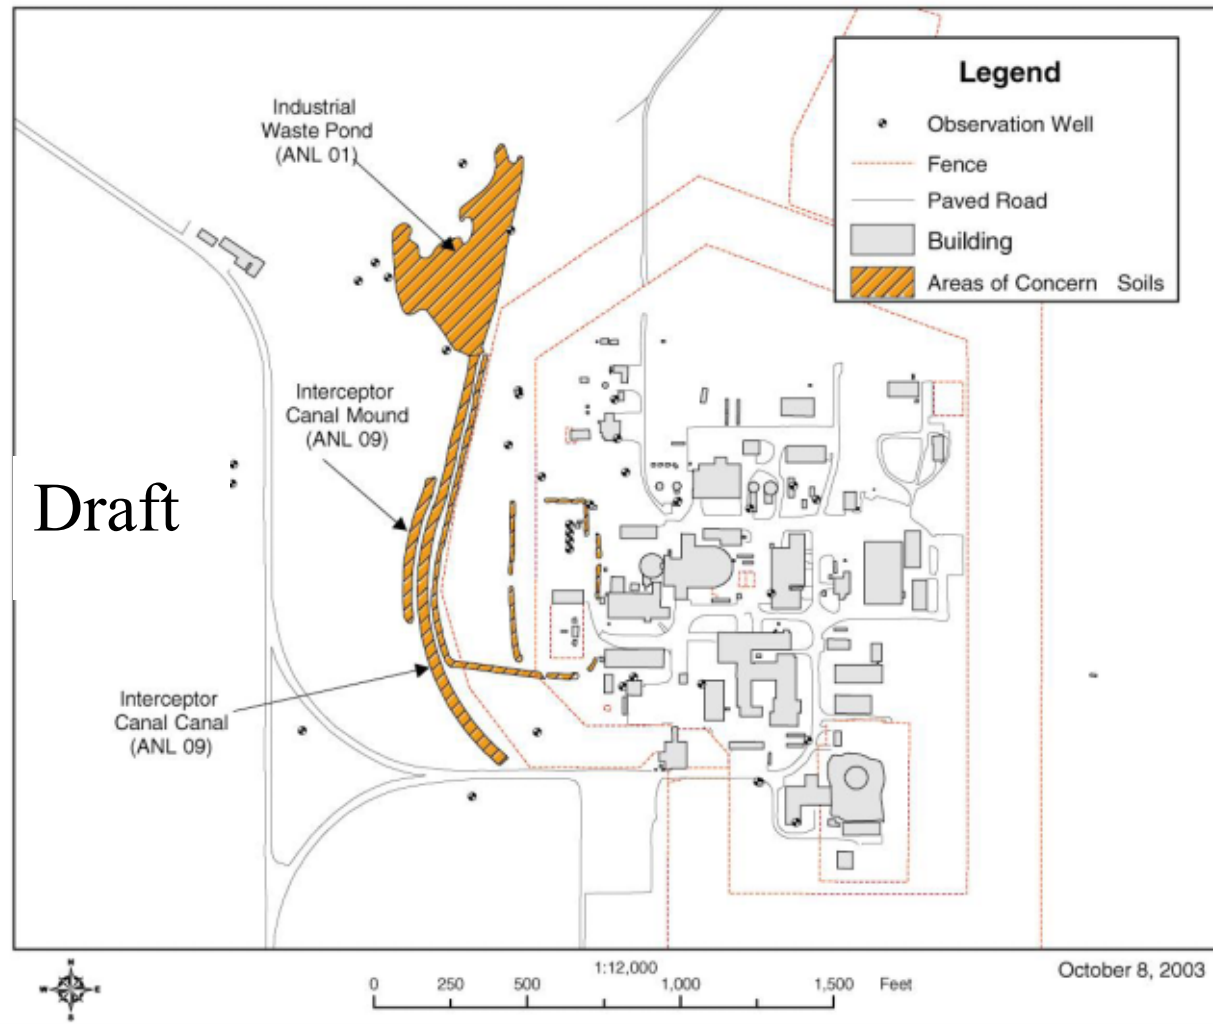 Legend
Observation Well
Fence
Paved Road
Building
Areas of Concern Soils
Industrial
Waste Pond
(ANL 01)
Interceptor
Canal Mound
(ANL 09)
Draft
Interceptor
Canal Canal
(ANL 09)
N
W E
S
1:12,000
0 250 500 1,000 1,500 Feet
October 8, 2003